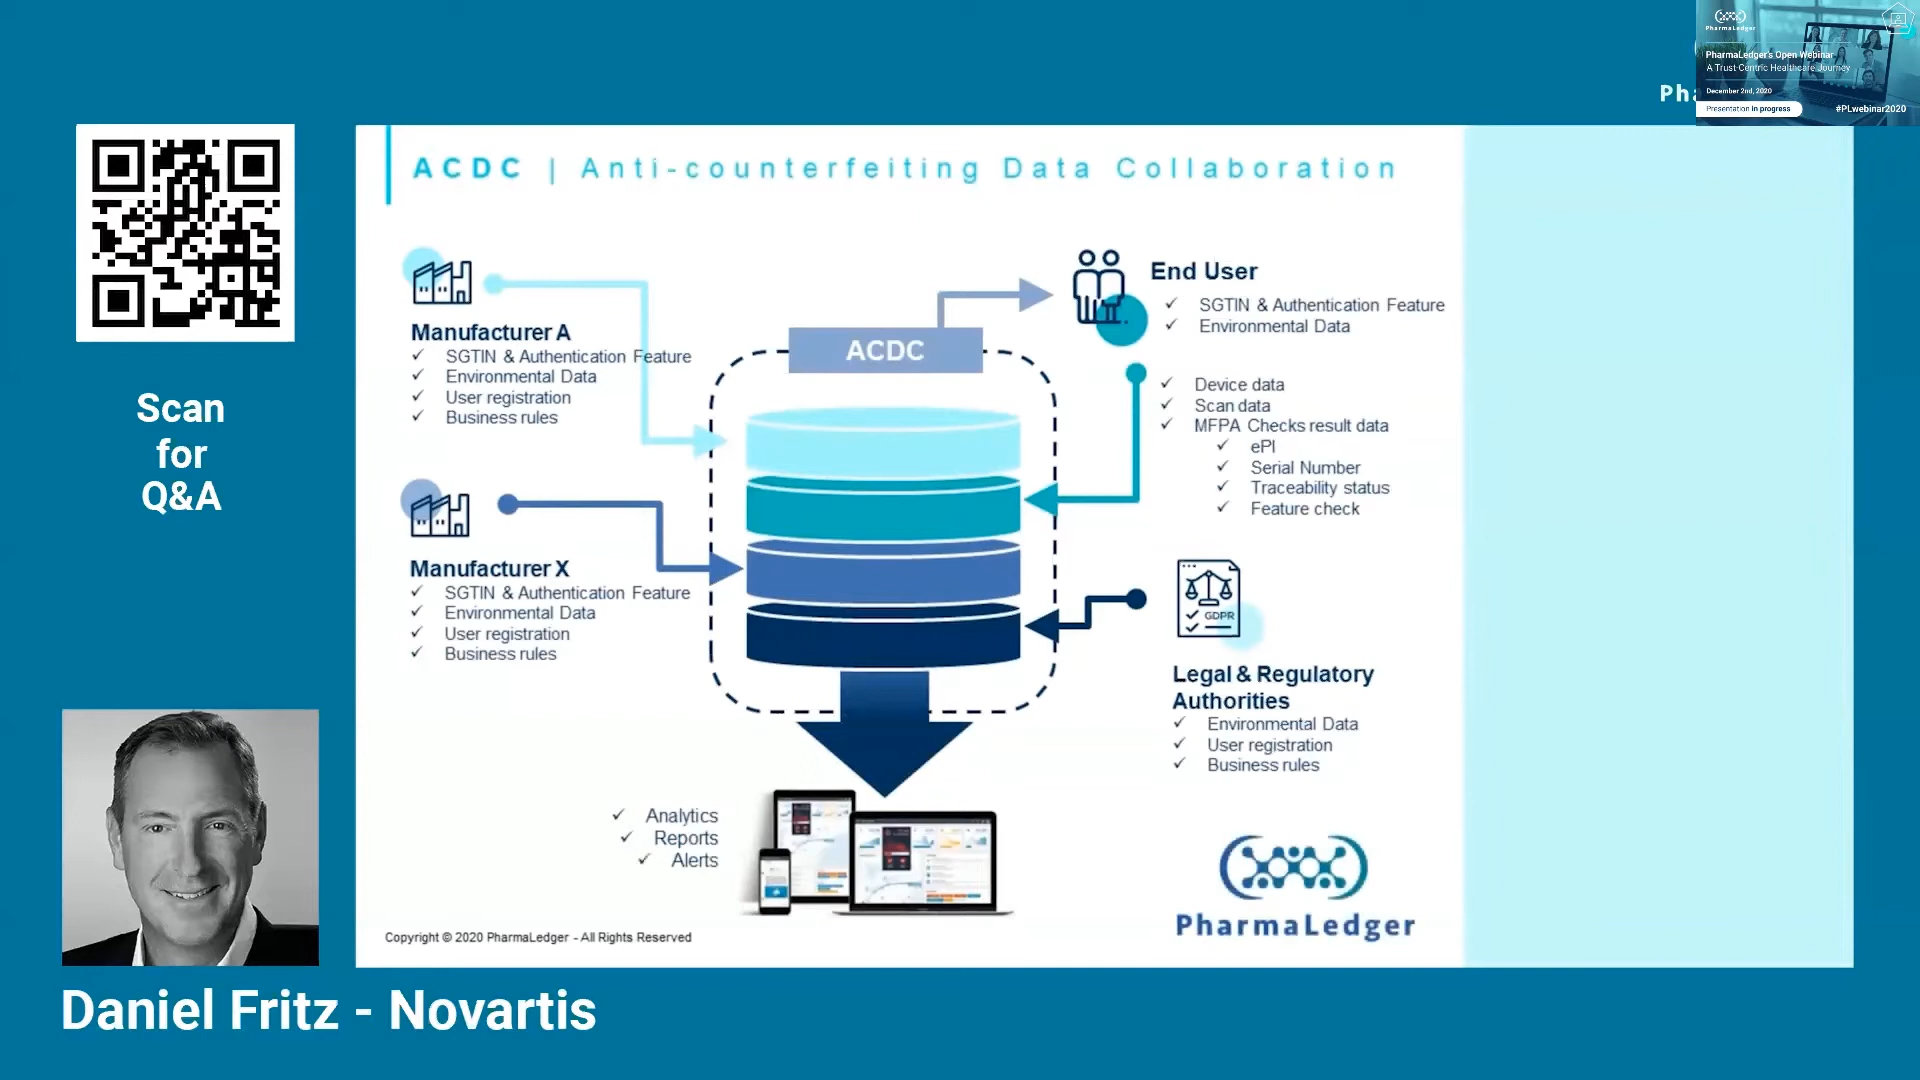 PharmaLedger
PharmaLedger's Open Webinar
A Trust-Centric Healthcare Journey
December 2nd, 2020
Presentation in progress
#PLwebinar2020
Scan
for
Q&A
ACDC | Anti-counterfeiting Data Collaboration
Manufacturer A
✓ SGTIN & Authentication Feature
✓ Environmental Data
✓ User registration
✓ Business rules
Manufacturer X
✓ SGTIN & Authentication Feature
✓ Environmental Data
✓ User registration
✓ Business rules
ACDC
End User
✓ SGTIN & Authentication Feature
✓ Environmental Data
✓ Device data
✓ Scan data
✓ MFPA Checks result data
✓ ePI
✓ Serial Number
✓ Traceability status
✓ Feature check
GDPR
Legal & Regulatory
Authorities
✓ Environmental Data
✓ User registration
✓ Business rules
✓ Analytics
✓ Reports
✓ Alerts
PharmaLedger
Copyright © 2020 PharmaLedger - All Rights Reserved
Daniel Fritz - Novartis